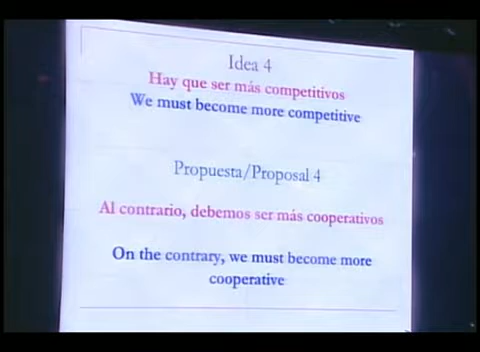 Idea 4
Hay que ser más competitivos
We must become more competitive
Propuesta/Proposal 4
Al contrario, debemos ser más cooperativos
On the contrary, we must become more
cooperative